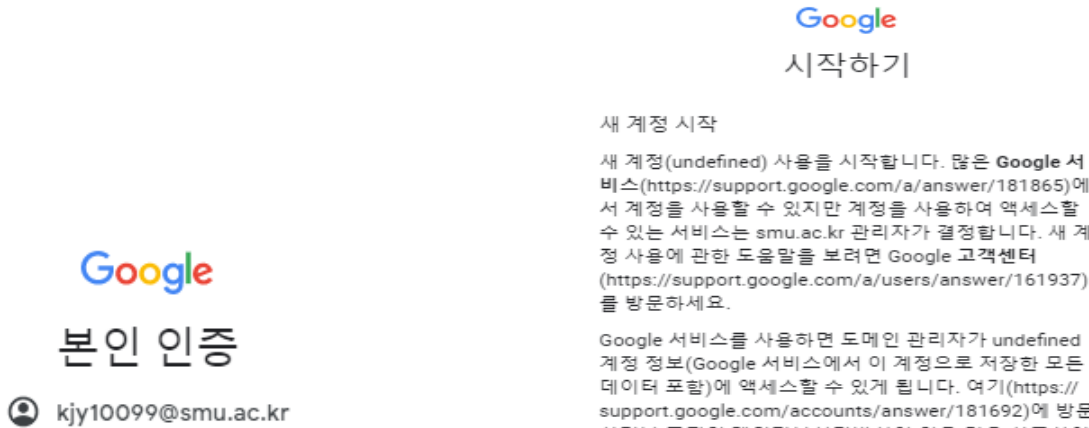 Google
본인 인증
kjy10099@smu.ac.kr
Google
시작하기
새 계정 시작
새 계정(undefined) 사용을 시작합니다. 많은 Google 서
비스(https://support.google.com/a/answer/181865)에
서 계정을 사용할 수 있지만 계정을 사용하여 액세스할
수 있는 서비스는 smu.ac.kr 관리자가 결정합니다. 새 계
정 사용에 관한 도움말을 보려면 Google 고객센터
(https://support.google.com/a/users/answer/161937)
를 방문하세요.
Google 서비스를 사용하면 도메인 관리자가 undefined
계정 정보(Google 서비스에서 이 계정으로 저장한 모든
데이터 포함)에 액세스할 수 있게 됩니다. 여기(https://
support.google.com/accounts/answer/181692)에 방문